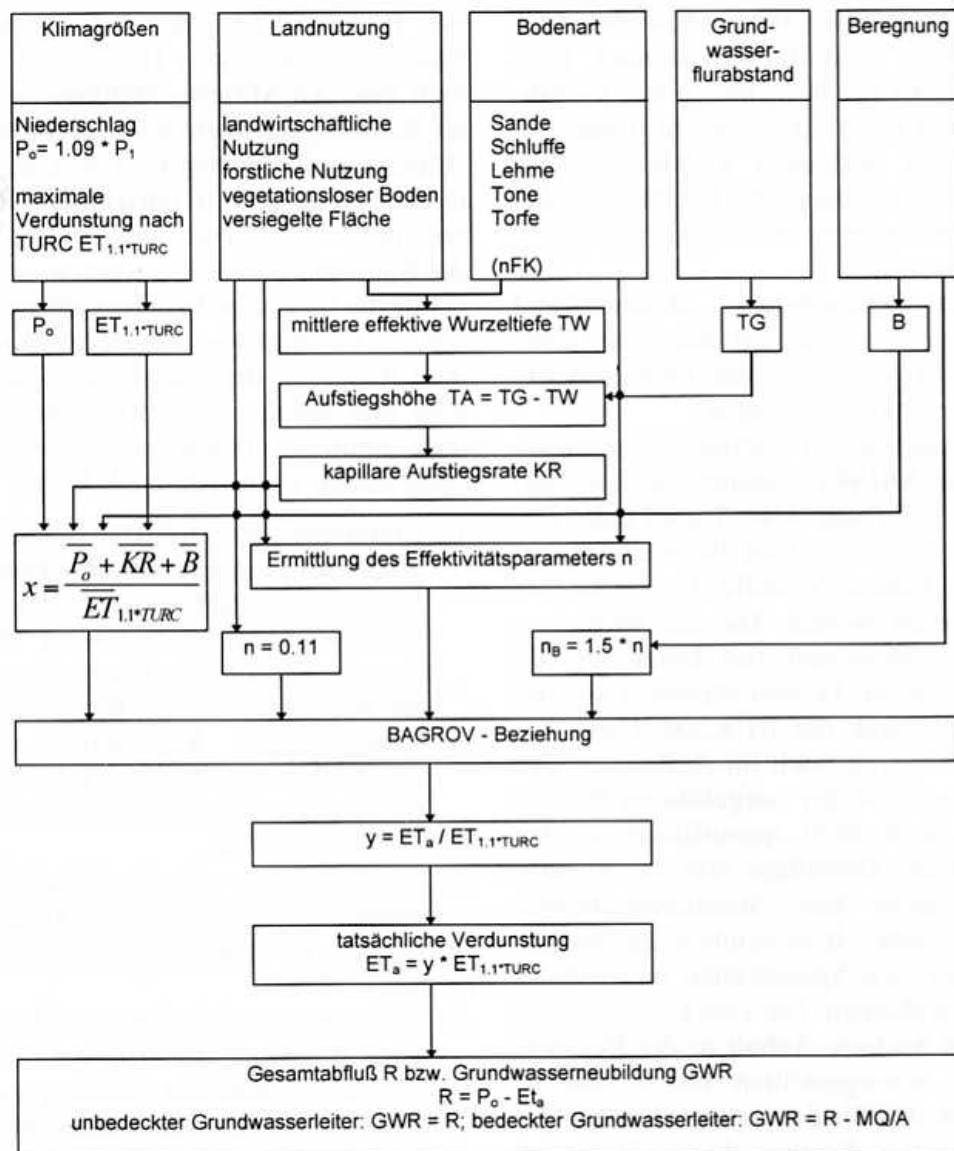 Klimagrößen
Landnutzung
Bodenart
Grund-
wasser-
flurabstand
Beregnung
Niederschlag
Pₒ= 1.09 * P₁
maximale
Verdunstung nach
TURC ET1.1*TURC
landwirtschaftliche
Nutzung
forstliche Nutzung
vegetationsloser Boden
versiegelte Fläche
Sande
Schluffe
Lehme
Tone
Torfe
(nFK)
Pₒ
ET1.1*TURC
mittlere effektive Wurzeltiefe TW
TG
B
Aufstiegshöhe TA = TG - TW
kapillare Aufstiegsrate KR
x = (P̅ₒ + K̅R̅ + B̅) / E̅T̅1.1*TURC
Ermittlung des Effektivitätsparameters n
n = 0.11
nB = 1.5 * n
BAGROV - Beziehung
y = ETa / ET1.1*TURC
tatsächliche Verdunstung
ETa = y * ET1.1*TURC
Gesamtabfluß R bzw. Grundwasserneubildung GWR
R = Pₒ - Eta
unbedeckter Grundwasserleiter: GWR = R; bedeckter Grundwasserleiter: GWR = R - MQ/A